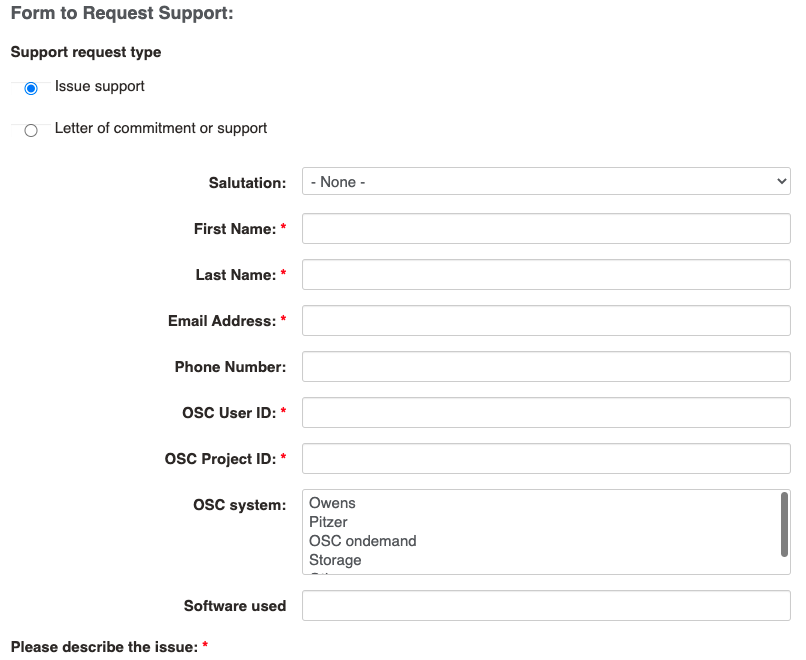 Form to Request Support:
Support request type
Issue support
Letter of commitment or support
Salutation: - None -
First Name: *
Last Name: *
Email Address: *
Phone Number:
OSC User ID: *
OSC Project ID: *
OSC system: Owens
Pitzer
OSC ondemand
Storage
Software used
Please describe the issue: *